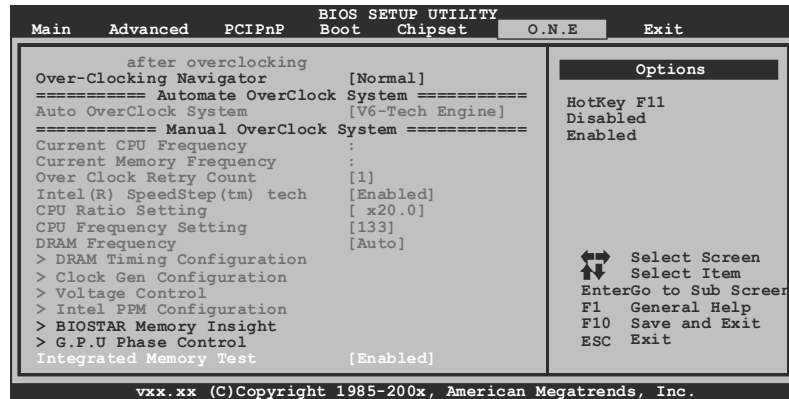 BIOS SETUP UTILITY
Main Advanced PCIPnP Boot Chipset O.N.E Exit
after overclocking
Over-Clocking Navigator [Normal]
=========== Automate OverClock System ===========
Auto OverClock System [V6-Tech Engine]
============ Manual OverClock System ============
Current CPU Frequency :
Current Memory Frequency :
Over Clock Retry Count [1]
Intel(R) SpeedStep(tm) tech [Enabled]
CPU Ratio Setting [ x20.0]
CPU Frequency Setting [133]
DRAM Frequency [Auto]
> DRAM Timing Configuration
> Clock Gen Configuration
> Voltage Control
> Intel PPM Configuration
> BIOSTAR Memory Insight
> G.P.U Phase Control
Integrated Memory Test [Enabled]
Options
HotKey F11
Disabled
Enabled
Select Screen
Select Item
EnterGo to Sub Screen
F1 General Help
F10 Save and Exit
ESC Exit
vxx.xx (C)Copyright 1985-200x, American Megatrends, Inc.